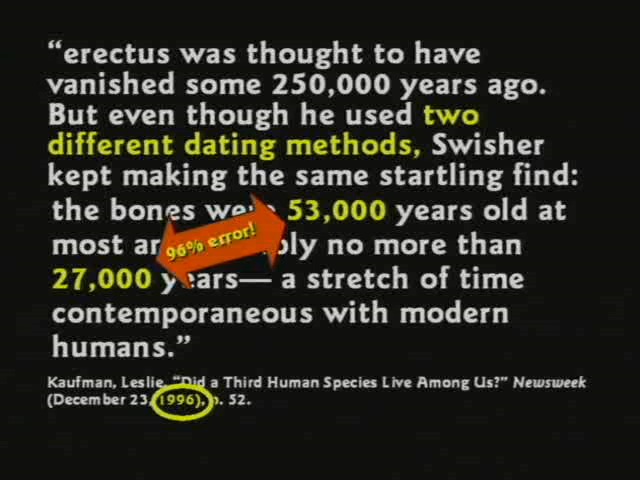 “erectus was thought to have
vanished some 250,000 years ago.
But even though he used two
different dating methods, Swisher
kept making the same startling find:
the bones were 53,000 years old at
most an bly no more than
96% error!
27,000 years— a stretch of time
contemporaneous with modern
humans.”
Kaufman, Leslie, “Did a Third Human Species Live Among Us?” Newsweek
(December 23, 1996), p. 52.